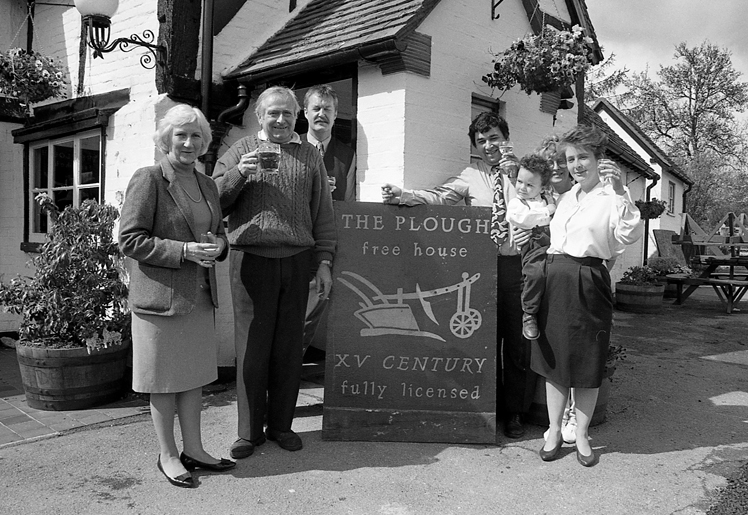 THE PLOUGH
free house
XV CENTURY
fully licensed